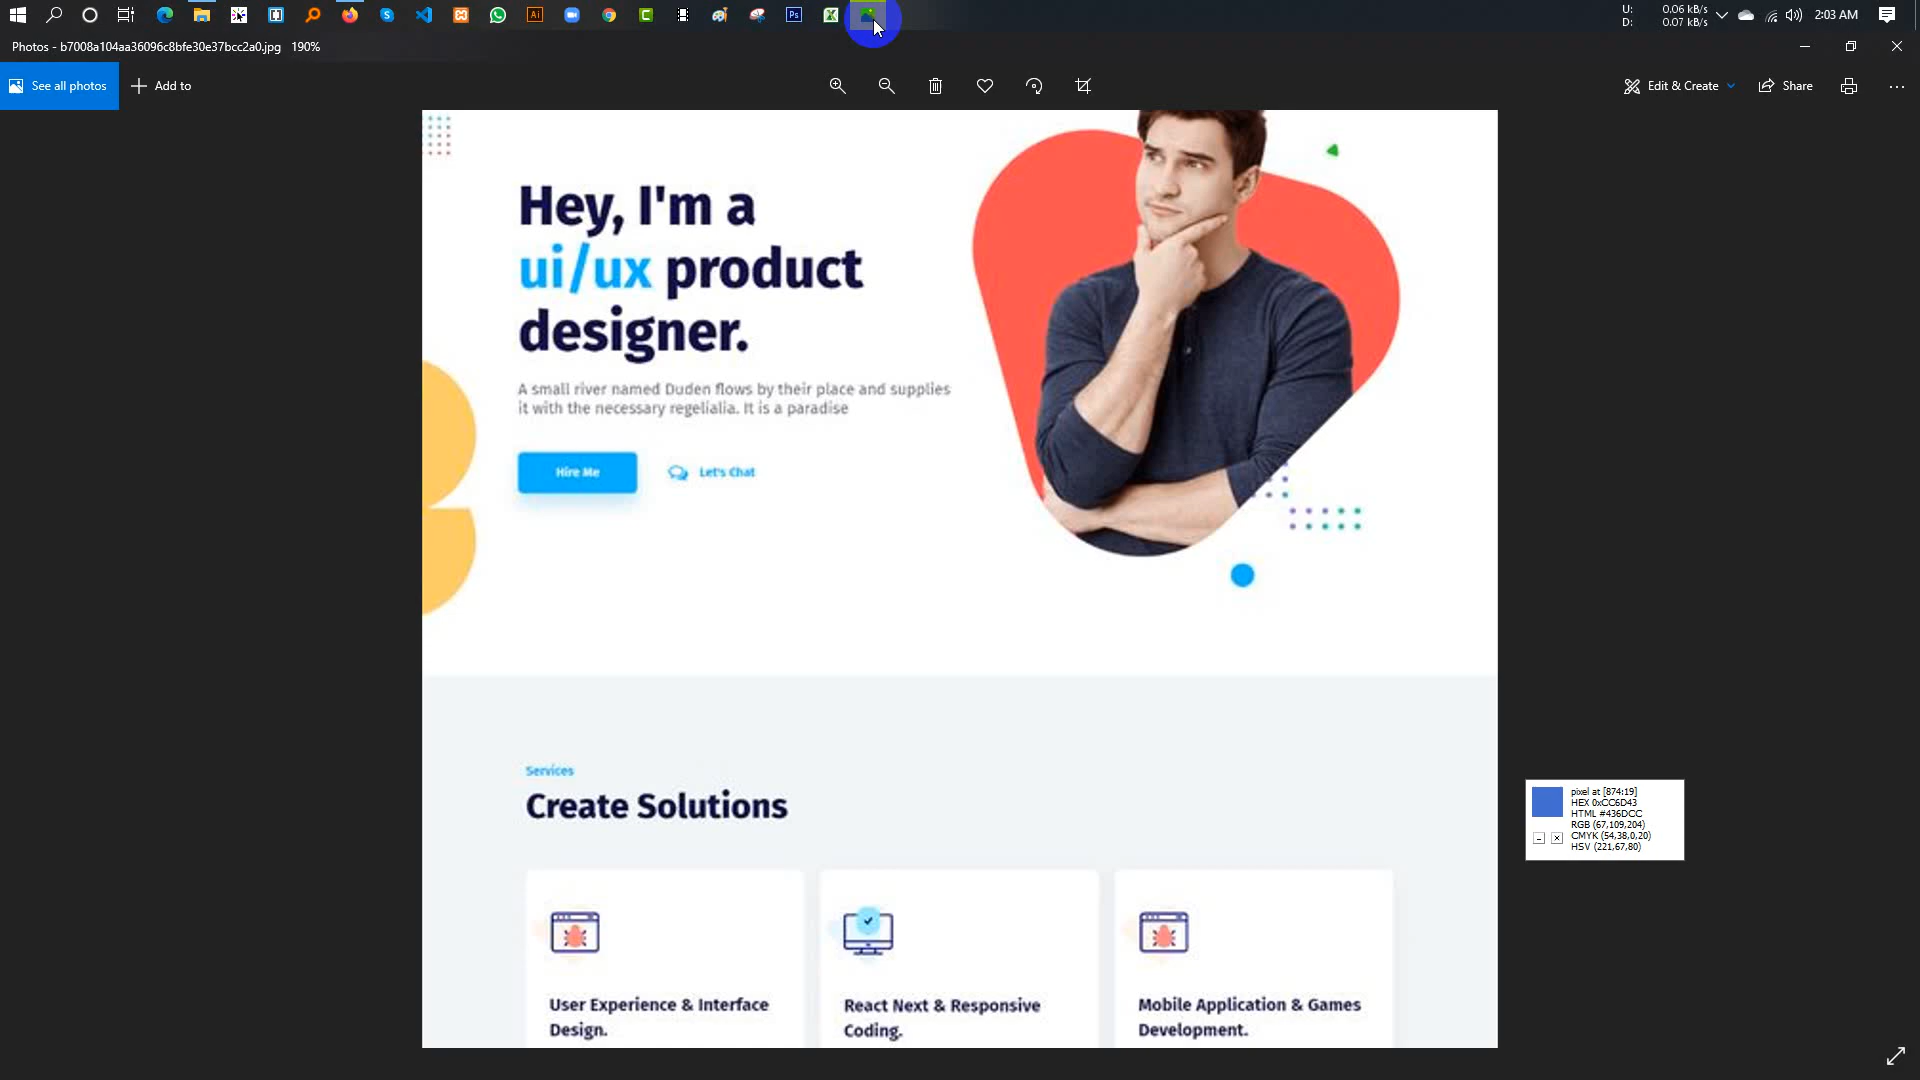 U: 0.06 kB/s
D: 0.07 kB/s
2:03 AM
Photos - b7008a104aa36096c8bfe30e37bcc2a0.jpg 190%
See all photos
Add to
Edit & Create
Share
Hey, I'm a
ui/ux product
designer.
A small river named Duden flows by their place and supplies
it with the necessary regelialia. It is a paradise
Hire Me
Let's Chat
Services
Create Solutions
User Experience & Interface
Design.
React Next & Responsive
Coding.
Mobile Application & Games
Development.
pixel at [874:19]
HEX 0xCC6D43
HTML #436DCC
RGB (67,109,204)
CMYK (54,38,0,20)
HSV (221,67,80)